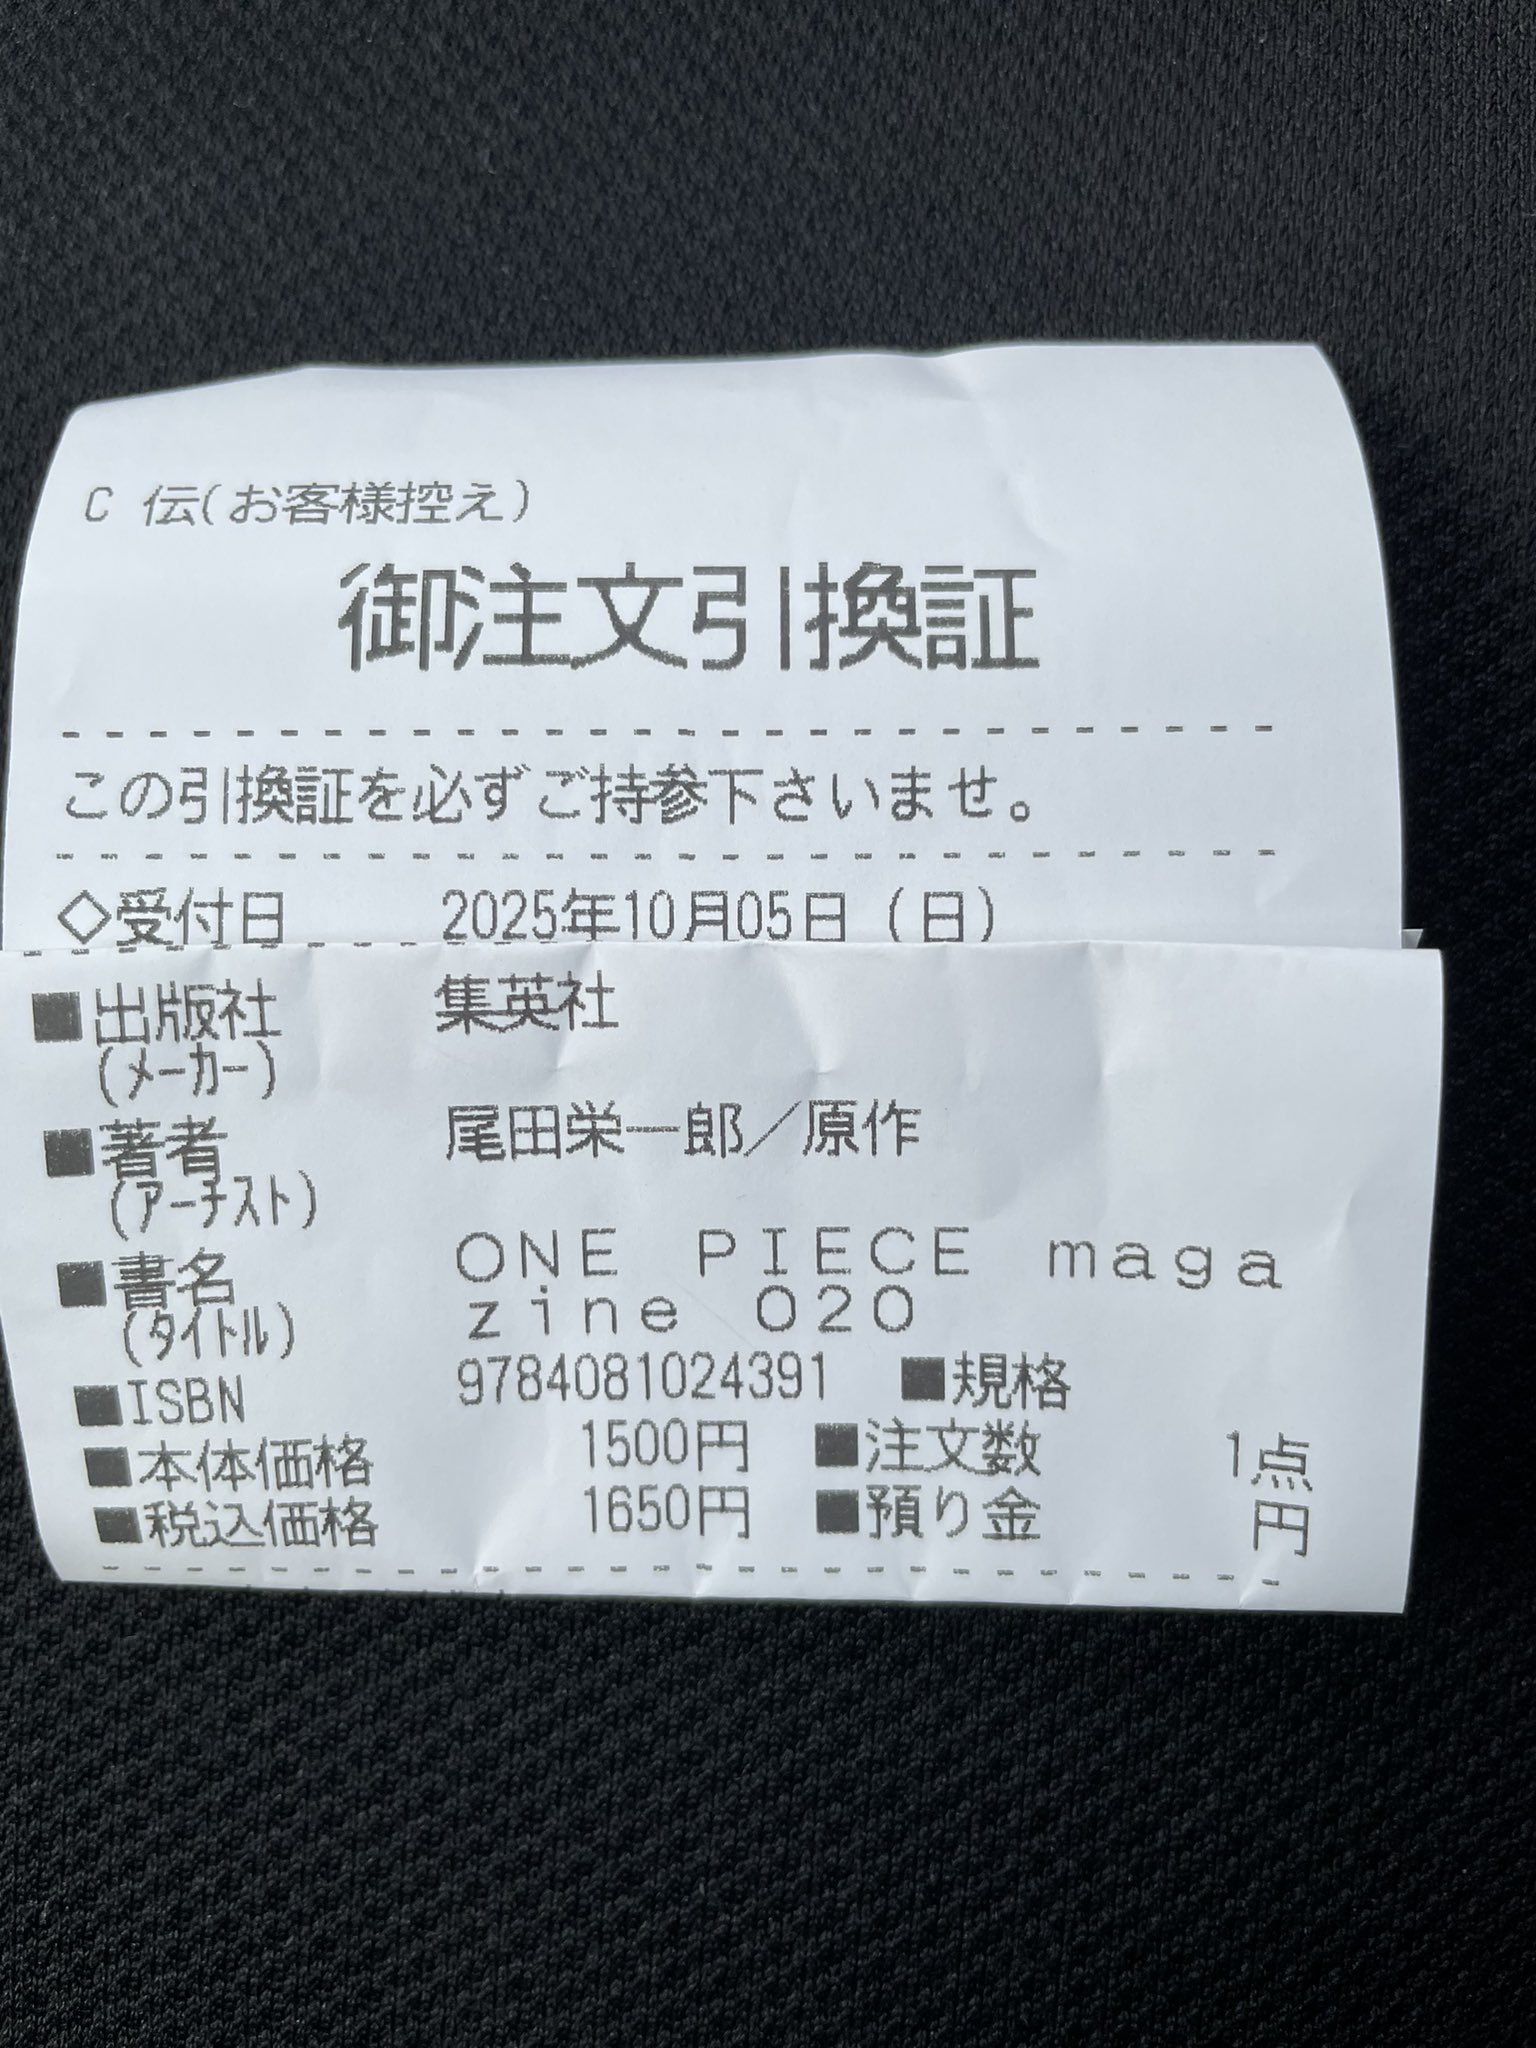 C 伝(お客様控え)
御注文引換証
この引換証を必ずご持参下さいませ。
◇受付日 2025年10月05日（日）
■出版社 集英社
(メーカー)
■著者 尾田栄一郎／原作
(アーチスト)
■書名 ONE PIECE maga
(タイトル) zine 020
■ISBN 9784081024391 ■規格
■本体価格 1500円 ■注文数 1点
■税込価格 1650円 ■預り金 円